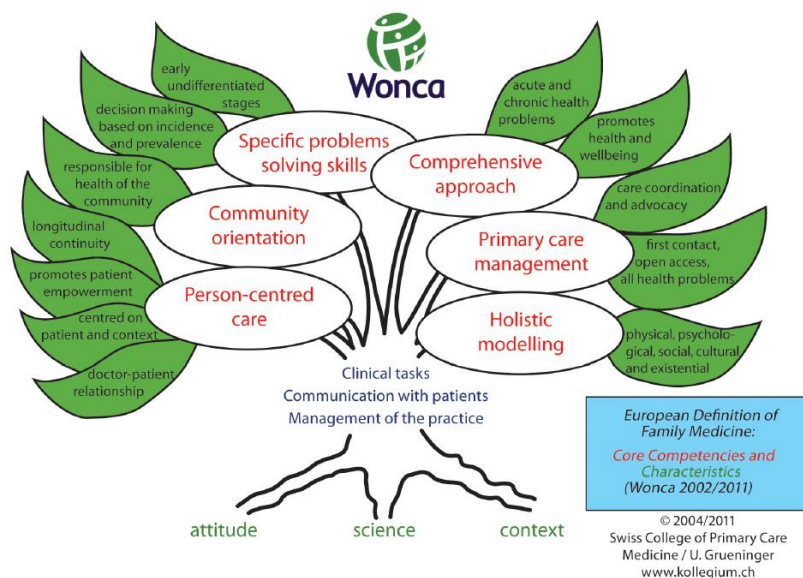 Wonca
early
undifferentiated
stages
decision making
based on incidence
and prevalence
responsible for
health of the
community
longitudinal
continuity
promotes patient
empowerment
centred on
patient and context
doctor-patient
relationship
Specific problems
solving skills
Community
orientation
Person-centred
care
Comprehensive
approach
Primary care
management
Holistic
modelling
acute and
chronic health
problems
promotes
health and
wellbeing
care coordination
and advocacy
first contact,
open access,
all health problems
physical, psycholo-
gical, social, cultural
and existential
Clinical tasks
Communication with patients
Management of the practice
attitude
science
context
European Definition of
Family Medicine:
Core Competencies and
Characteristics
(Wonca 2002/2011)
© 2004/2011
Swiss College of Primary Care
Medicine / U. Grueninger
www.kollegium.ch